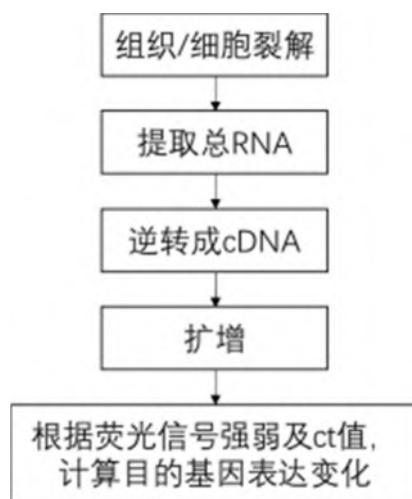 组织/细胞裂解
提取总RNA
逆转成cDNA
扩增
根据荧光信号强弱及ct值，
计算目的基因表达变化